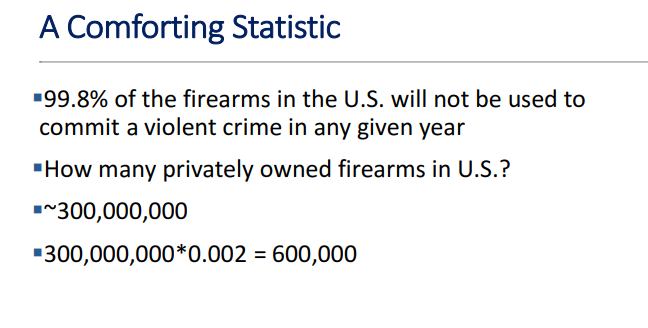 A Comforting Statistic
▪99.8% of the firearms in the U.S. will not be used to
commit a violent crime in any given year
▪How many privately owned firearms in U.S.?
▪~300,000,000
▪300,000,000*0.002 = 600,000